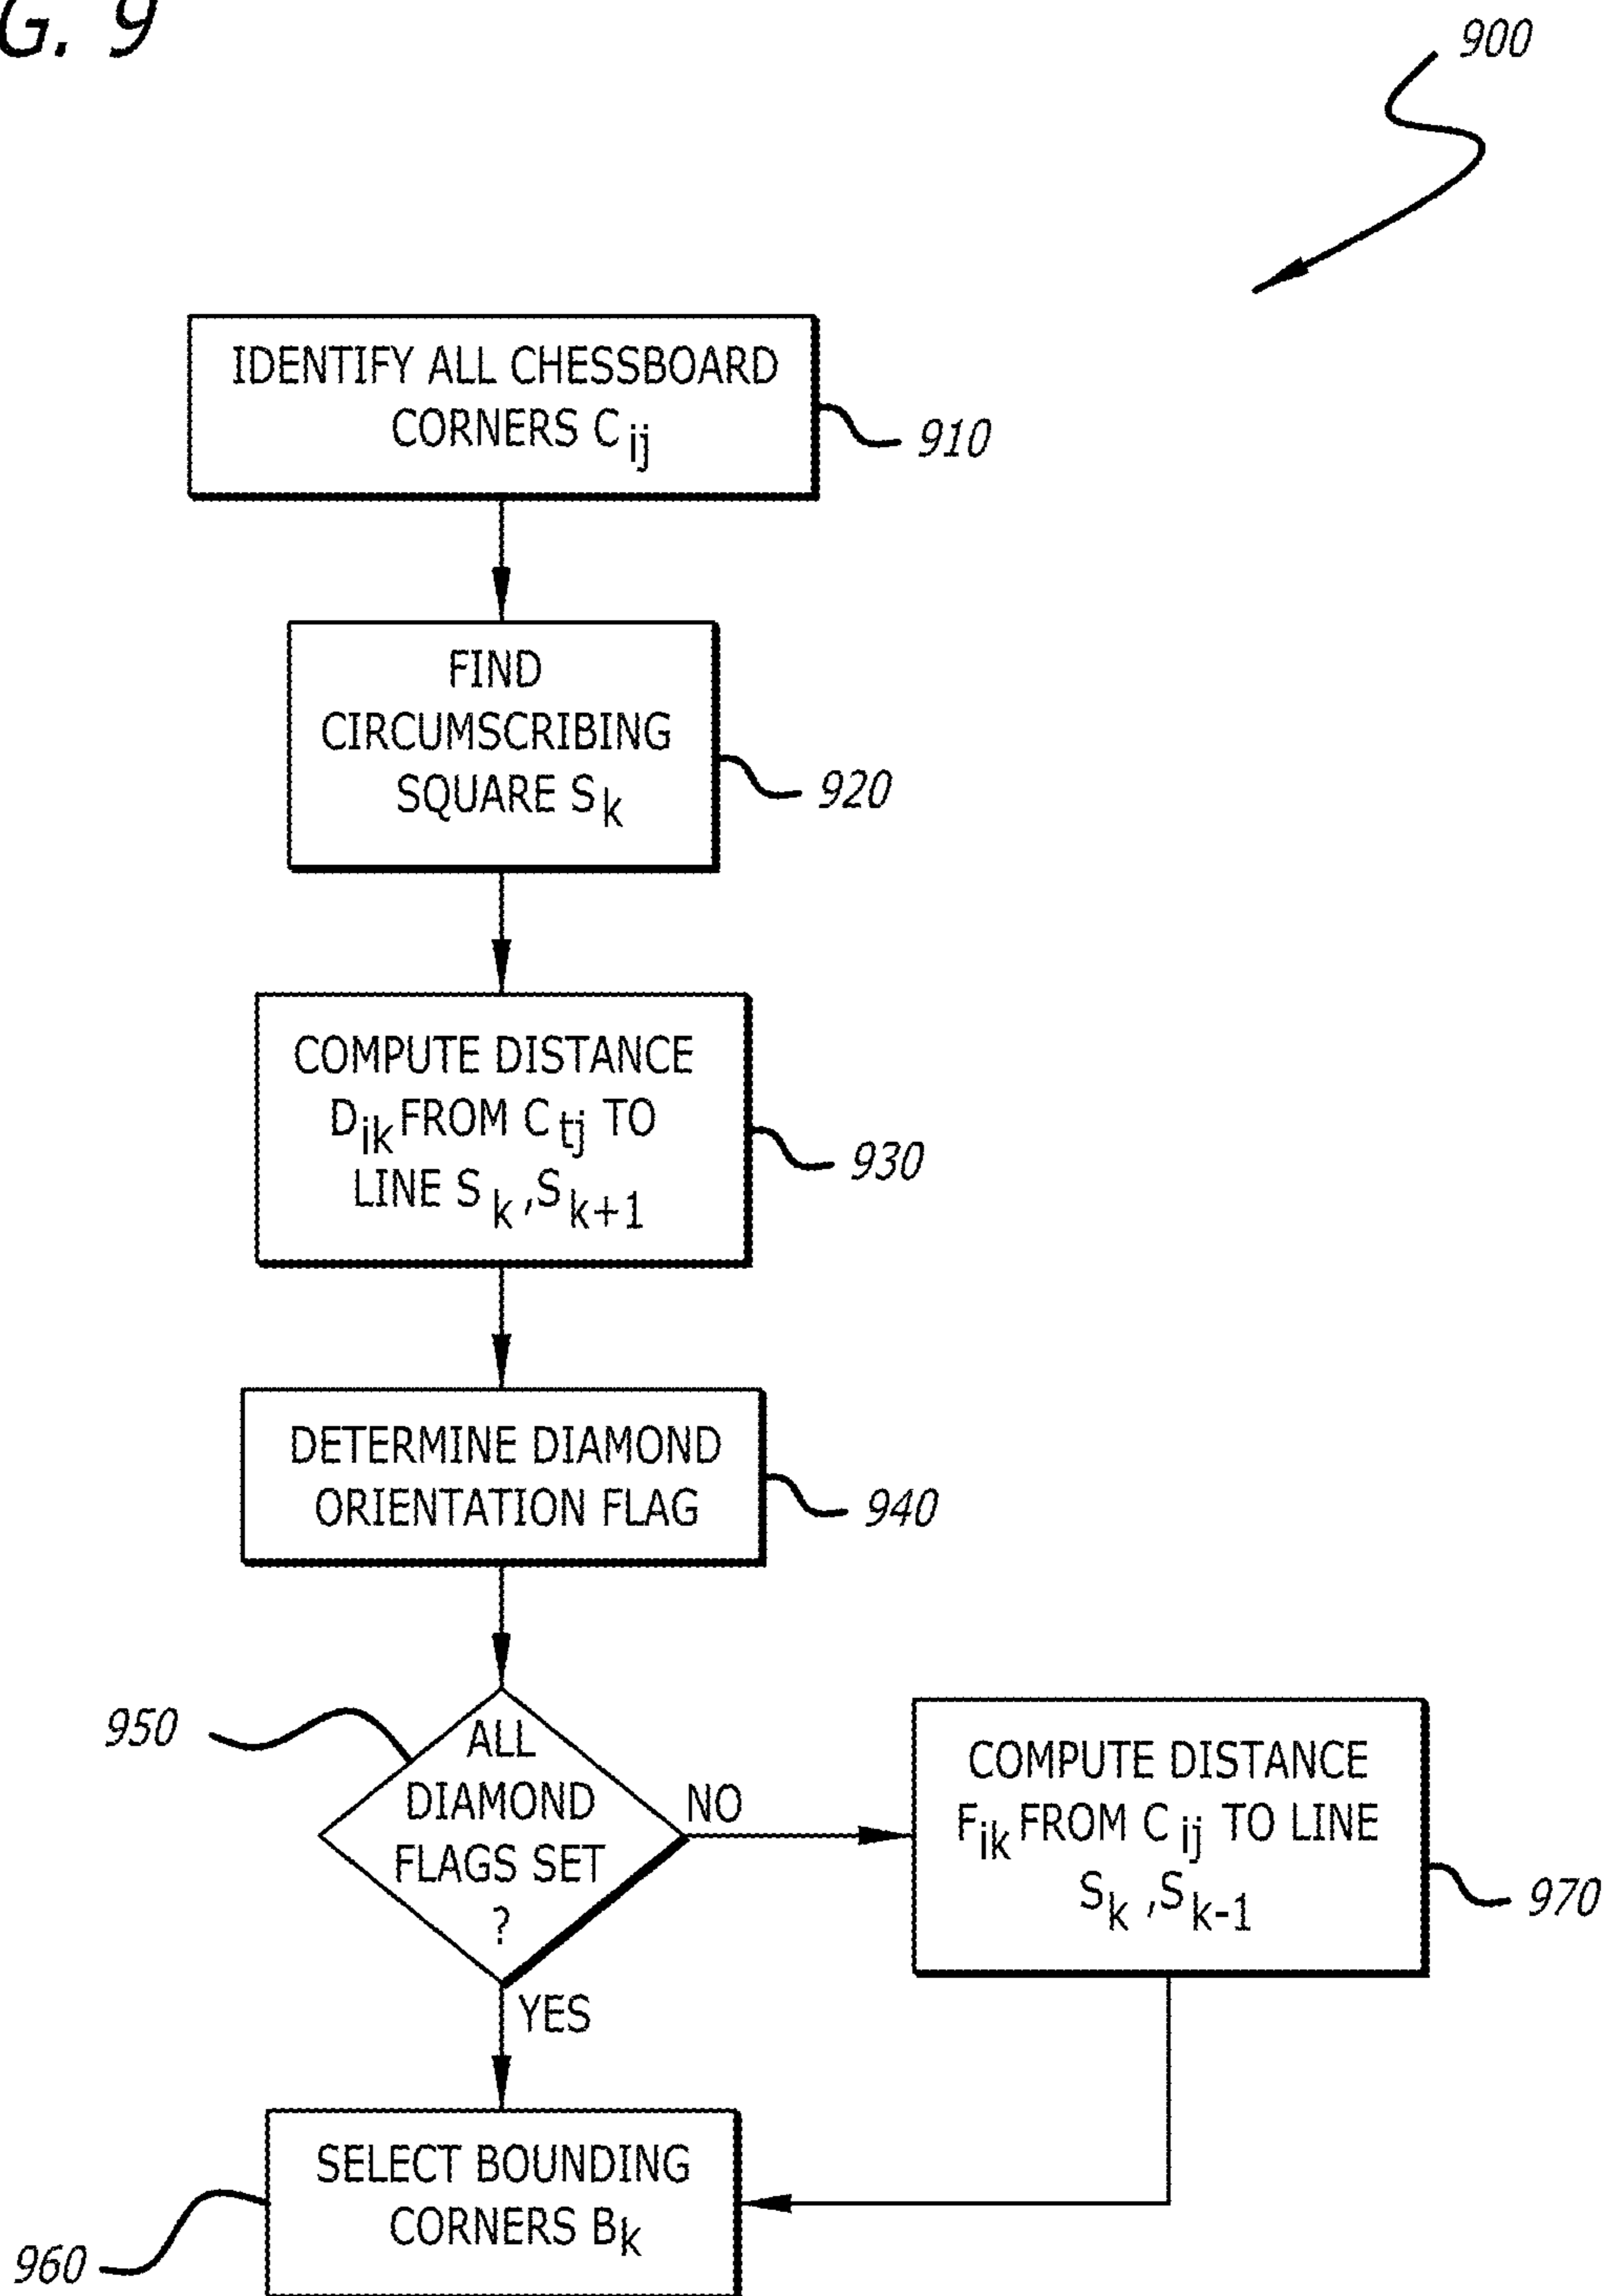 G. 9
900
IDENTIFY ALL CHESSBOARD
CORNERS C ij
910
FIND
CIRCUMSCRIBING
SQUARE S k
920
COMPUTE DISTANCE
D ik FROM C tj TO
LINE S k ,S k+1
930
DETERMINE DIAMOND
ORIENTATION FLAG
940
950
ALL
DIAMOND
FLAGS SET
?
NO
YES
COMPUTE DISTANCE
F ik FROM C ij TO LINE
S k ,S k-1
970
SELECT BOUNDING
CORNERS B k
960